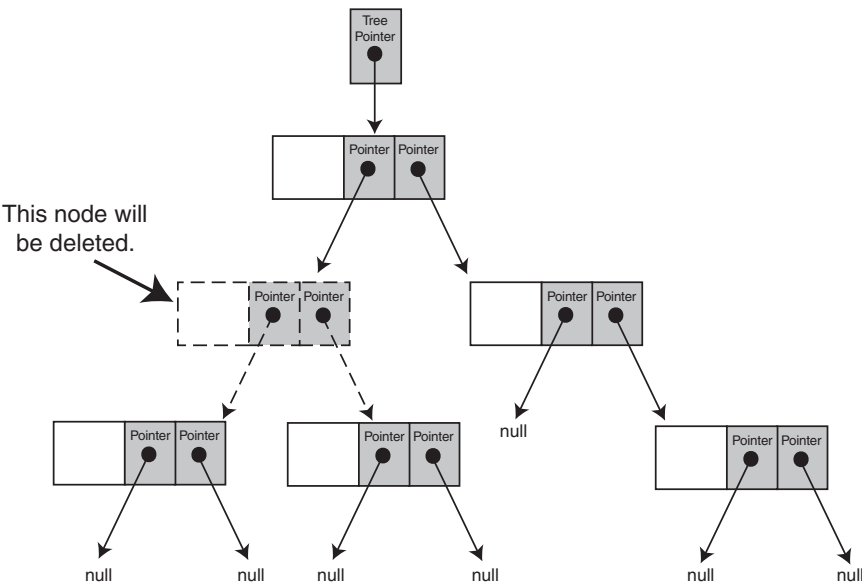 Tree
Pointer
Pointer Pointer
This node will
be deleted.
Pointer Pointer
Pointer Pointer
Pointer Pointer
Pointer Pointer
null
Pointer Pointer
null
null
null
null
null
null